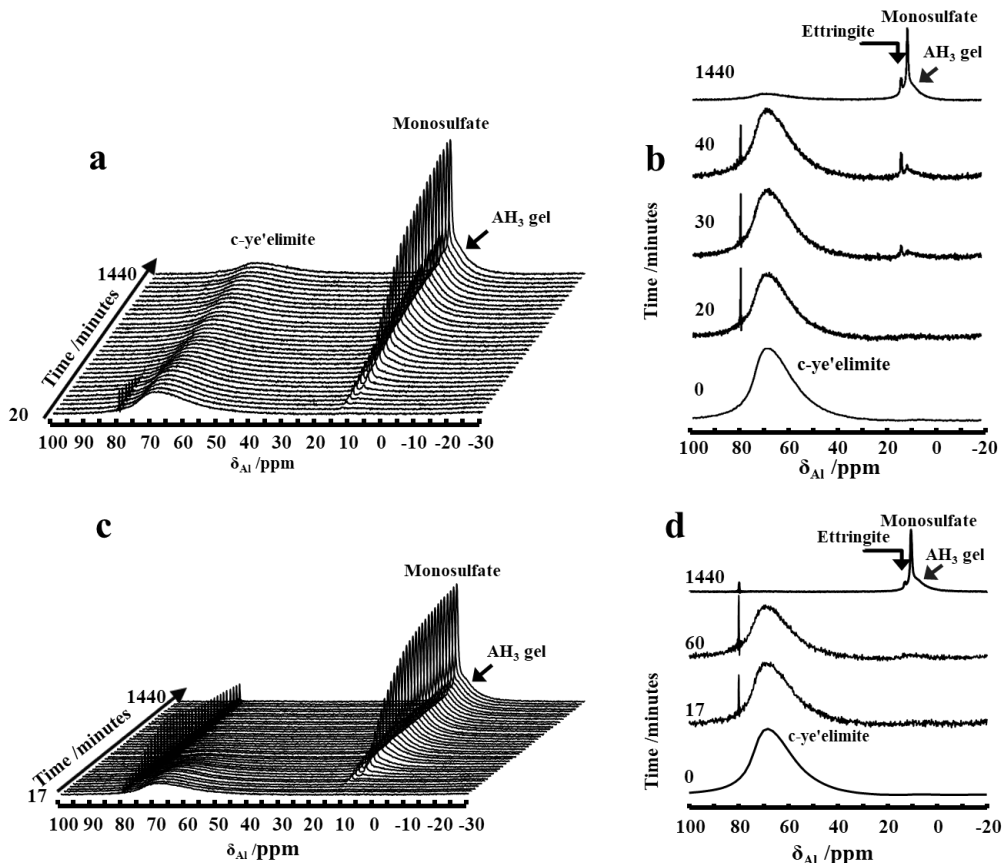 a
Monosulfate
AH₃ gel
c-ye'elimite
1440
Time /minutes
20
100 90 80 70 60 50 40 30 20 10 0 -10 -20 -30
δAl /ppm
b
Monosulfate
Ettringite
AH₃ gel
1440
40
30
20
c-ye'elimite
0
Time /minutes
100 80 60 40 20 0 -20
δAl /ppm
c
Monosulfate
AH₃ gel
1440
Time /minutes
17
100 90 80 70 60 50 40 30 20 10 0 -10 -20 -30
δAl /ppm
d
Monosulfate
Ettringite
AH₃ gel
1440
60
17
c-ye'elimite
0
Time /minutes
100 80 60 40 20 0 -20
δAl /ppm